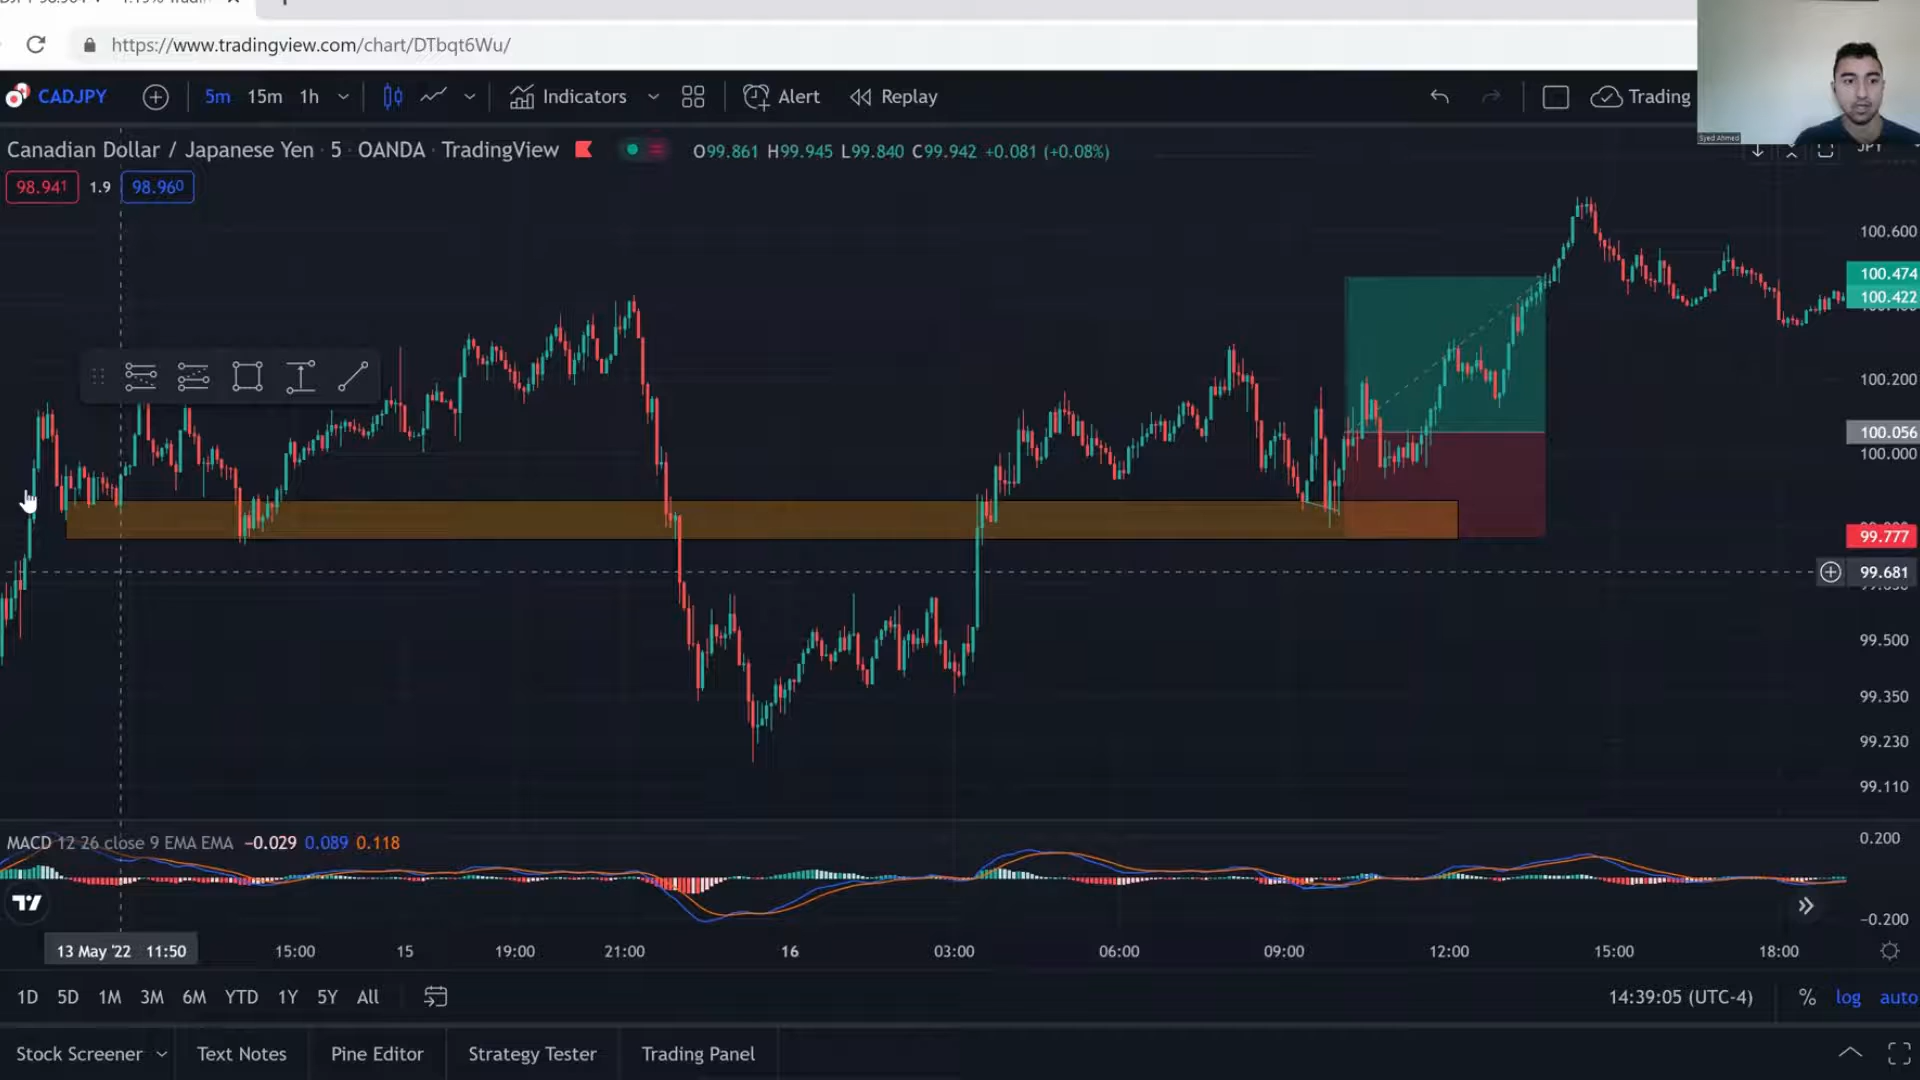 https://www.tradingview.com/chart/DTbqt6Wu/
CADJPY 5m 15m 1h Indicators Alert Replay Trading
Syed Ahmed
Canadian Dollar / Japanese Yen · 5 · OANDA · TradingView O99.861 H99.945 L99.840 C99.942 +0.081 (+0.08%)
JPY
98.941 1.9 98.960
100.600
100.474
100.422
100.200
100.056
100.000
99.777
99.681
99.500
99.350
99.230
99.110
MACD 12 26 close 9 EMA EMA −0.029 0.089 0.118
0.200
−0.200
13 May '22 11:50 15:00 15 19:00 21:00 16 03:00 06:00 09:00 12:00 15:00 18:00
1D 5D 1M 3M 6M YTD 1Y 5Y All 14:39:05 (UTC-4) % log auto
Stock Screener Text Notes Pine Editor Strategy Tester Trading Panel